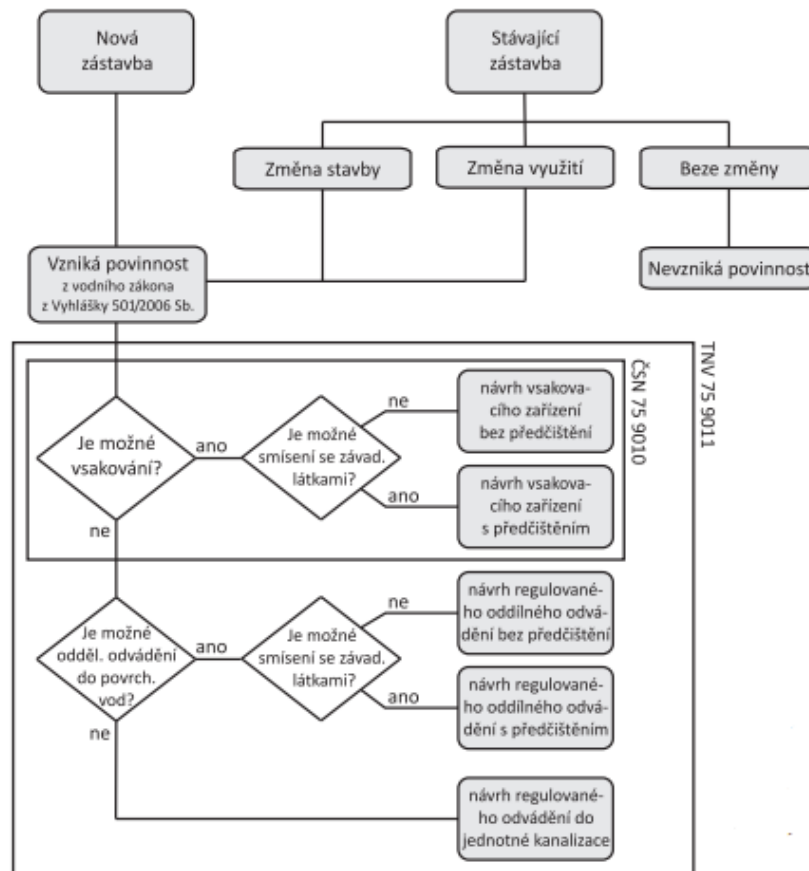 Nová
zástavba
Stávající
zástavba
Změna stavby
Změna využití
Beze změny
Vzniká povinnost
z vodního zákona
z Vyhlášky 501/2006 Sb.
Nevzniká povinnost
TNV 75 9011
ČSN 75 9010
Je možné
vsakování?
ano
Je možné
smísení se závad.
látkami?
ne
návrh vsakova-
cího zařízení
bez předčištění
ano
návrh vsakova-
cího zařízení
s předčištěním
ne
Je možné
odděl. odvádění
do povrch.
vod?
ano
Je možné
smísení se závad.
látkami?
ne
návrh regulované-
ho oddílného odvá-
dění bez předčištění
ano
návrh regulované-
ho oddílného odvá-
dění s předčištěním
ne
návrh regulované-
ho odvádění do
jednotné kanalizace